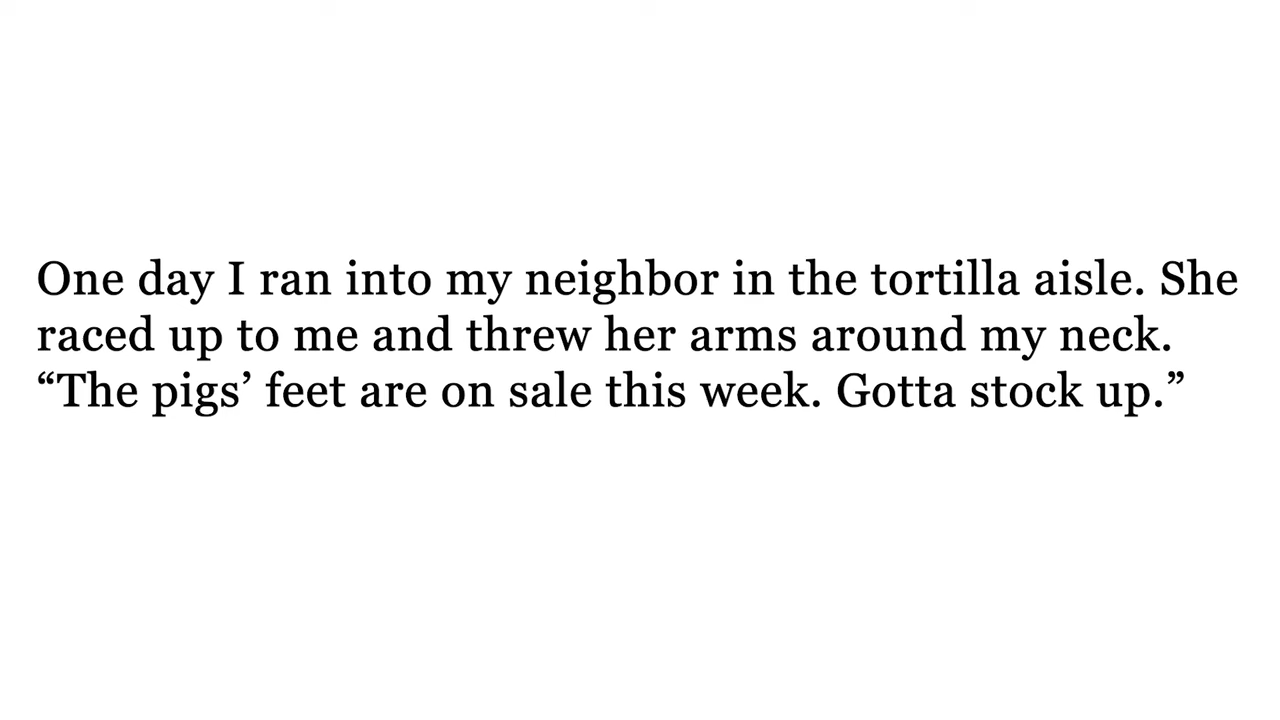 One day I ran into my neighbor in the tortilla aisle. She
raced up to me and threw her arms around my neck.
“The pigs’ feet are on sale this week. Gotta stock up.”